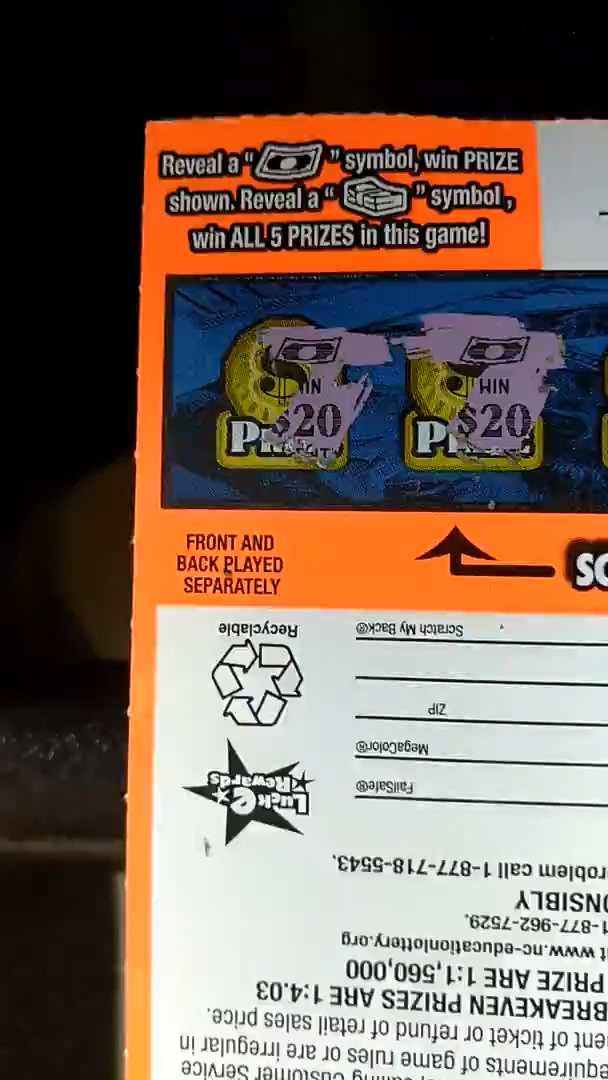 Reveal a " " symbol, win PRIZE
shown. Reveal a " " symbol,
win ALL 5 PRIZES in this game!
WIN
$20
WIN
$20
FRONT AND
BACK PLAYED
SEPARATELY
Scratch My Back®
Recyclable
ZIP
MegaColor®
FailSafe®
Luck e
Rewards
roblem call 1-877-718-5543.
1-877-962-7529.
www.nc-educationlottery.org
PRIZE ARE 1:1,560,000
BREAKEVEN PRIZES ARE 1:4.03
of ticket or refund of retail sales price.
of game rules or are irregular in
Customer Service